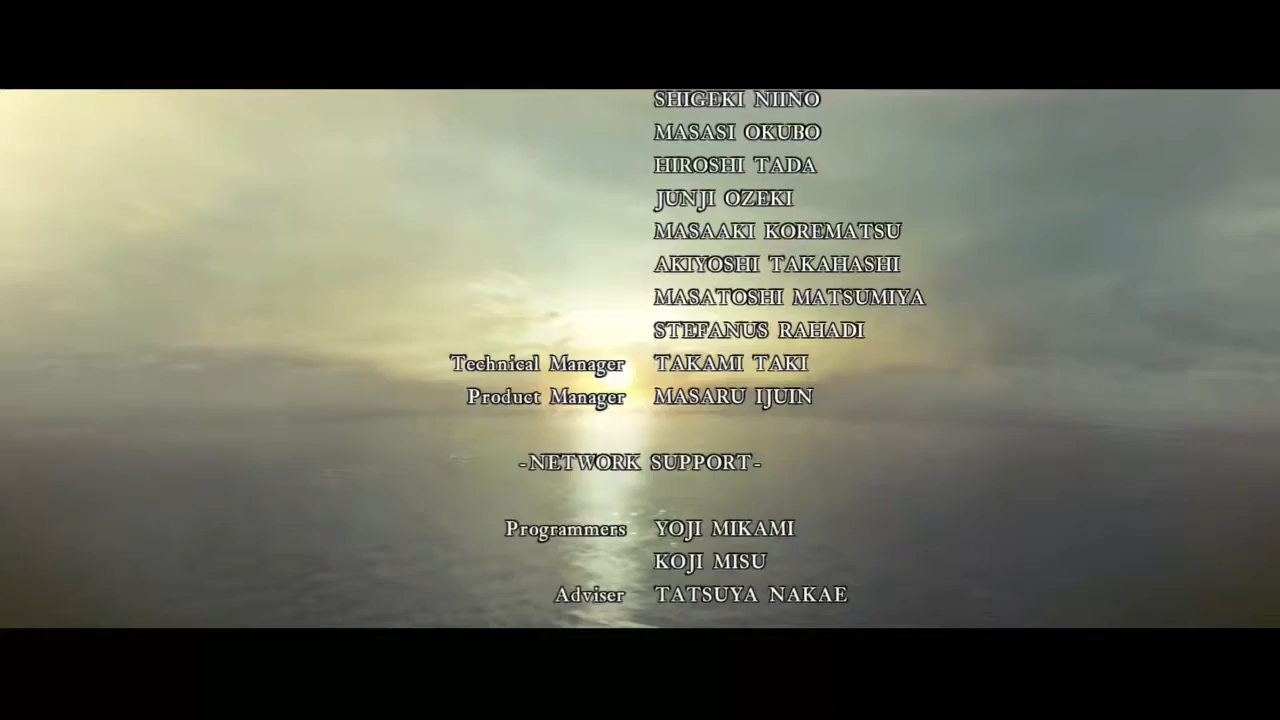 SHIGEKI NIINO
MASASI OKUBO
HIROSHI TADA
JUNJI OZEKI
MASAAKI KOREMATSU
AKIYOSHI TAKAHASHI
MASATOSHI MATSUMIYA
STEFANUS RAHADI
Technical Manager TAKAMI TAKI
Product Manager MASARU IJUIN
-NETWORK SUPPORT-
Programmers YOJI MIKAMI
KOJI MISU
Adviser TATSUYA NAKAE